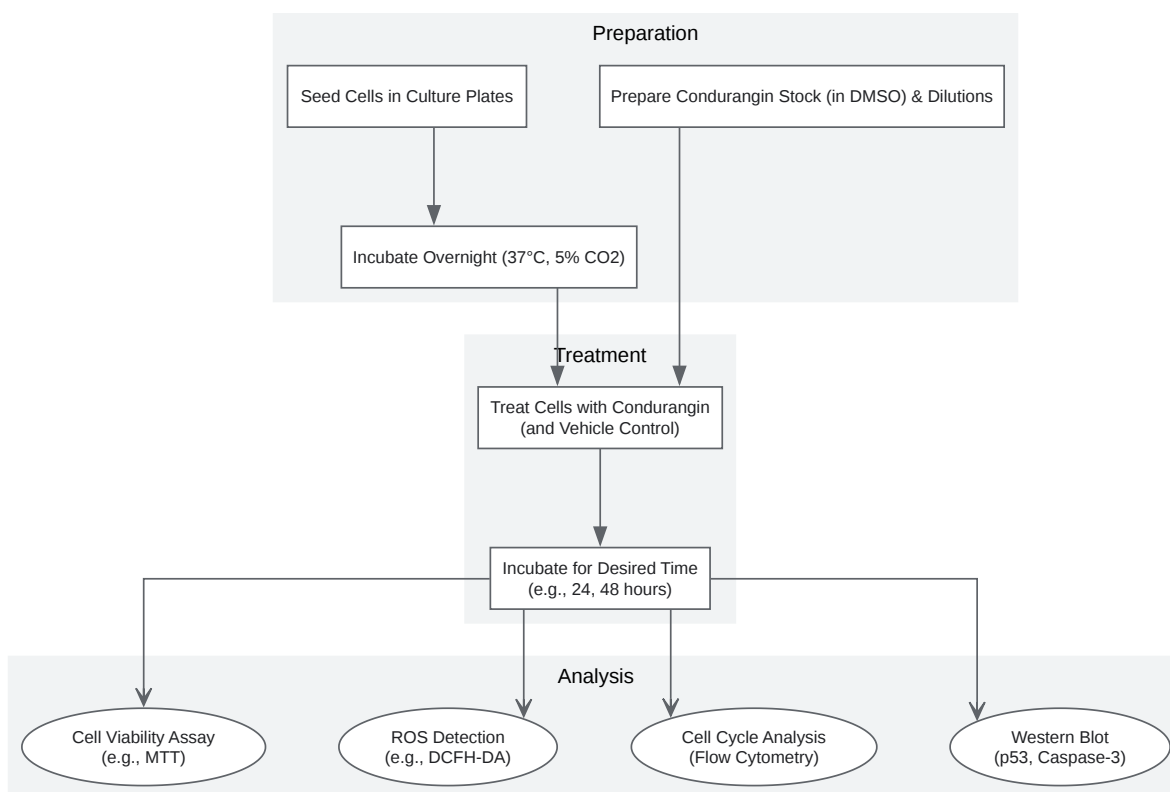 Preparation
Seed Cells in Culture Plates
Prepare Condurangin Stock (in DMSO) & Dilutions
Incubate Overnight (37°C, 5% CO2)
Treatment
Treat Cells with Condurangin
(and Vehicle Control)
Incubate for Desired Time
(e.g., 24, 48 hours)
Analysis
Cell Viability Assay
(e.g., MTT)
ROS Detection
(e.g., DCFH-DA)
Cell Cycle Analysis
(Flow Cytometry)
Western Blot
(p53, Caspase-3)